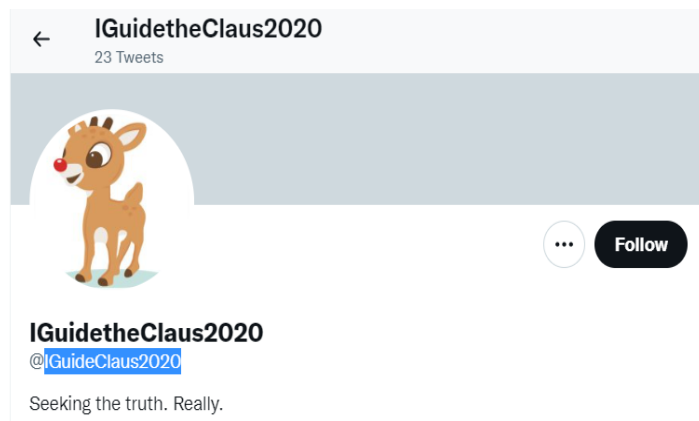 IGuidetheClaus2020
23 Tweets
Follow
IGuidetheClaus2020
@IGuideClaus2020
Seeking the truth. Really.